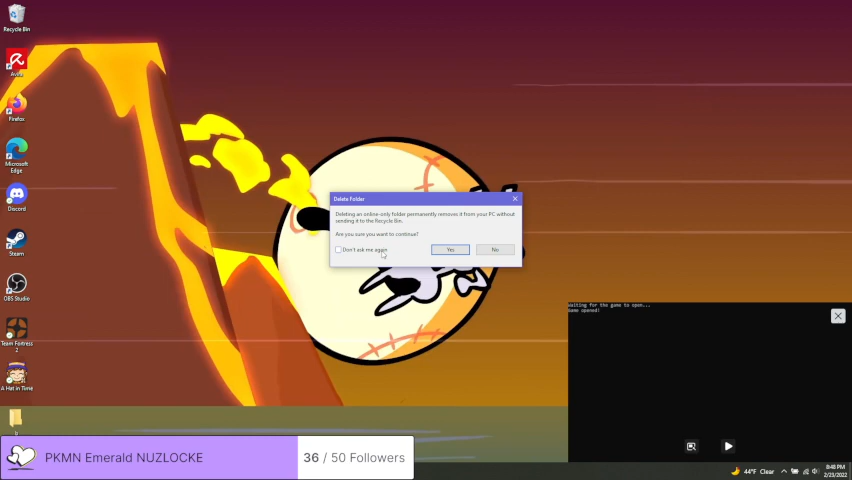 Recycle Bin
Avira
Firefox
Microsoft
Edge
Discord
Steam
OBS Studio
Team Fortress
2
A Hat in Time
Delete Folder
Deleting an online-only folder permanently removes it from your PC without
sending it to the Recycle Bin.
Are you sure you want to continue?
Don't ask me again
Yes
No
Waiting for the game to open...
Game opened!
PKMN Emerald NUZLOCKE
36 / 50 Followers
44°F Clear
8:48 PM
2/23/2022